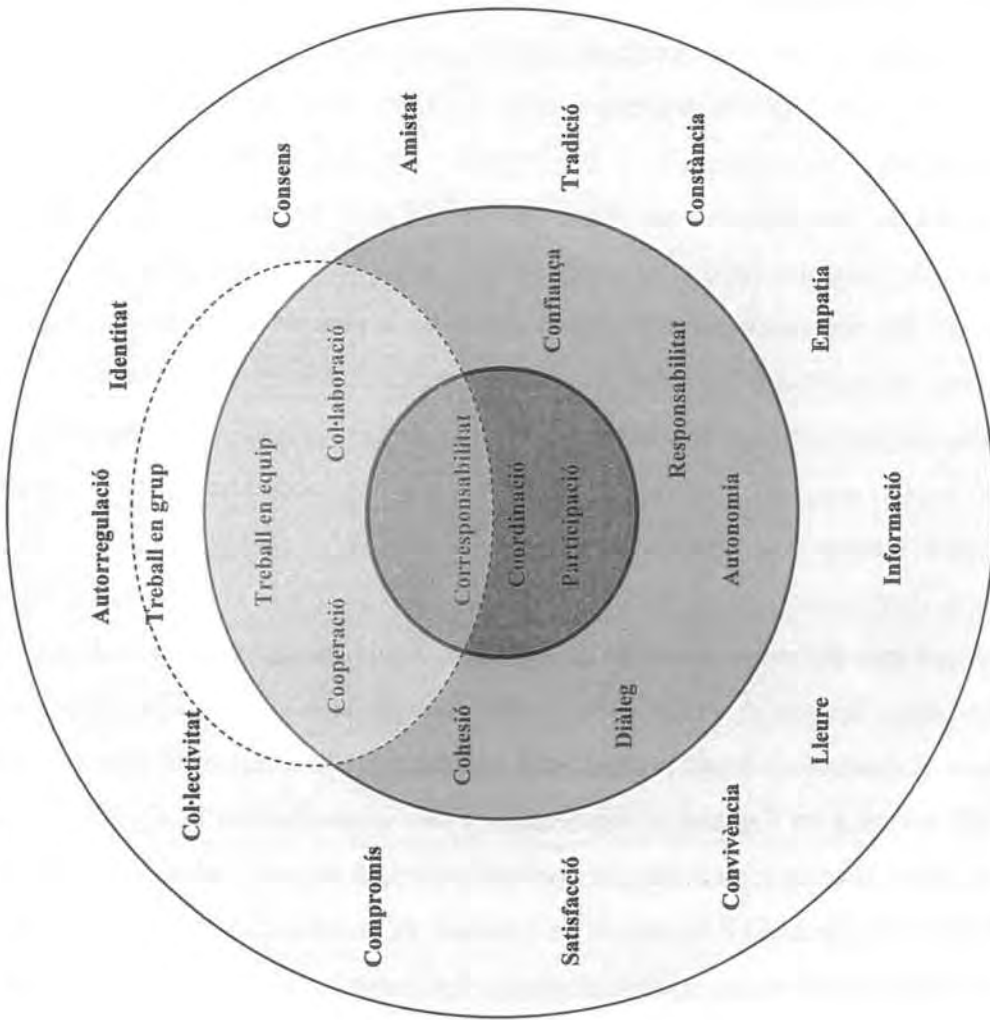 Autorregulació
Identitat
Treball en grup
Col·lectivitat
Treball en equip
Consens
Cooperació
Col·laboració
Compromís
Amistat
Cohesió
Corresponsabilitat
Coordinació
Confiança
Satisfacció
Participació
Tradició
Diàleg
Responsabilitat
Constància
Convivència
Autonomia
Lleure
Empatia
Informació